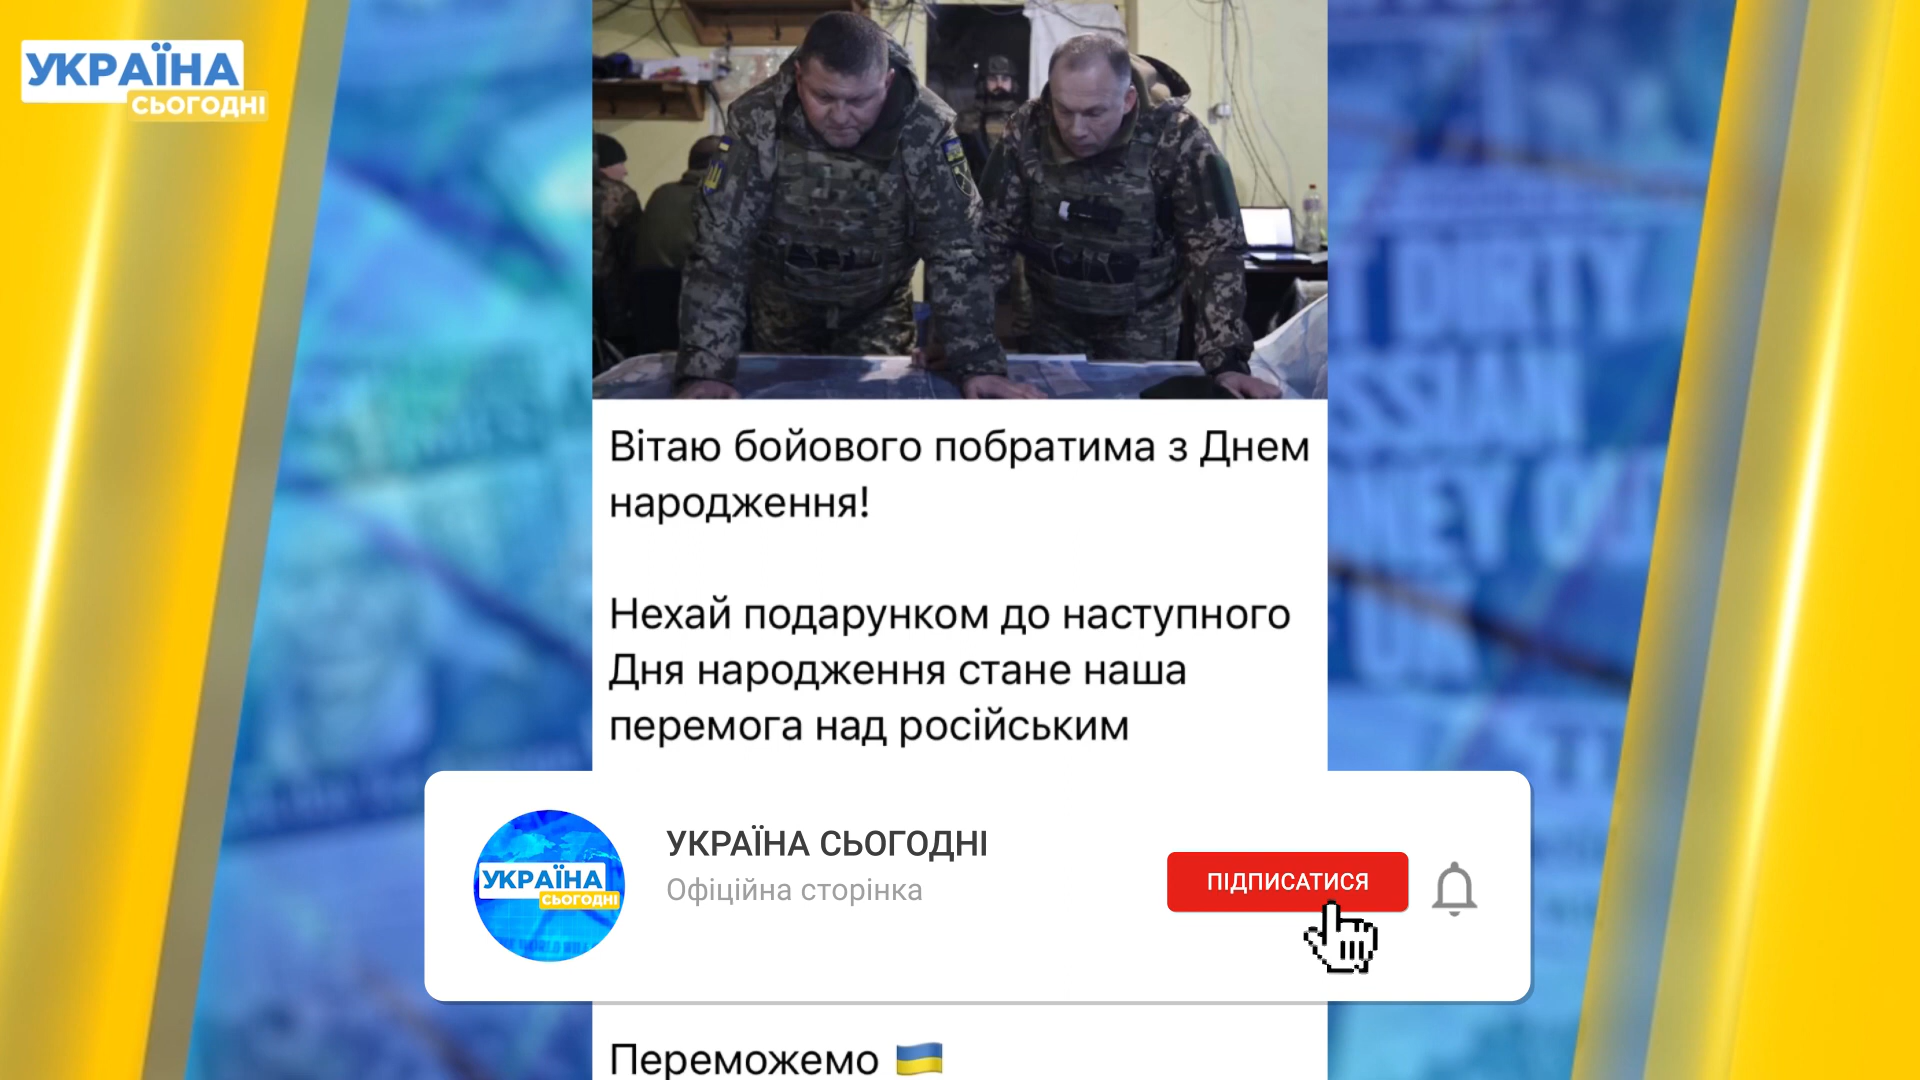 УКРАЇНА
СЬОГОДНІ
Вітаю бойового побратима з Днем
народження!
Нехай подарунком до наступного
Дня народження стане наша
перемога над російським
УКРАЇНА СЬОГОДНІ
Офіційна сторінка
УКРАЇНА
СЬОГОДНІ
ПІДПИСАТИСЯ
Переможемо 🇺🇦
DIRTY